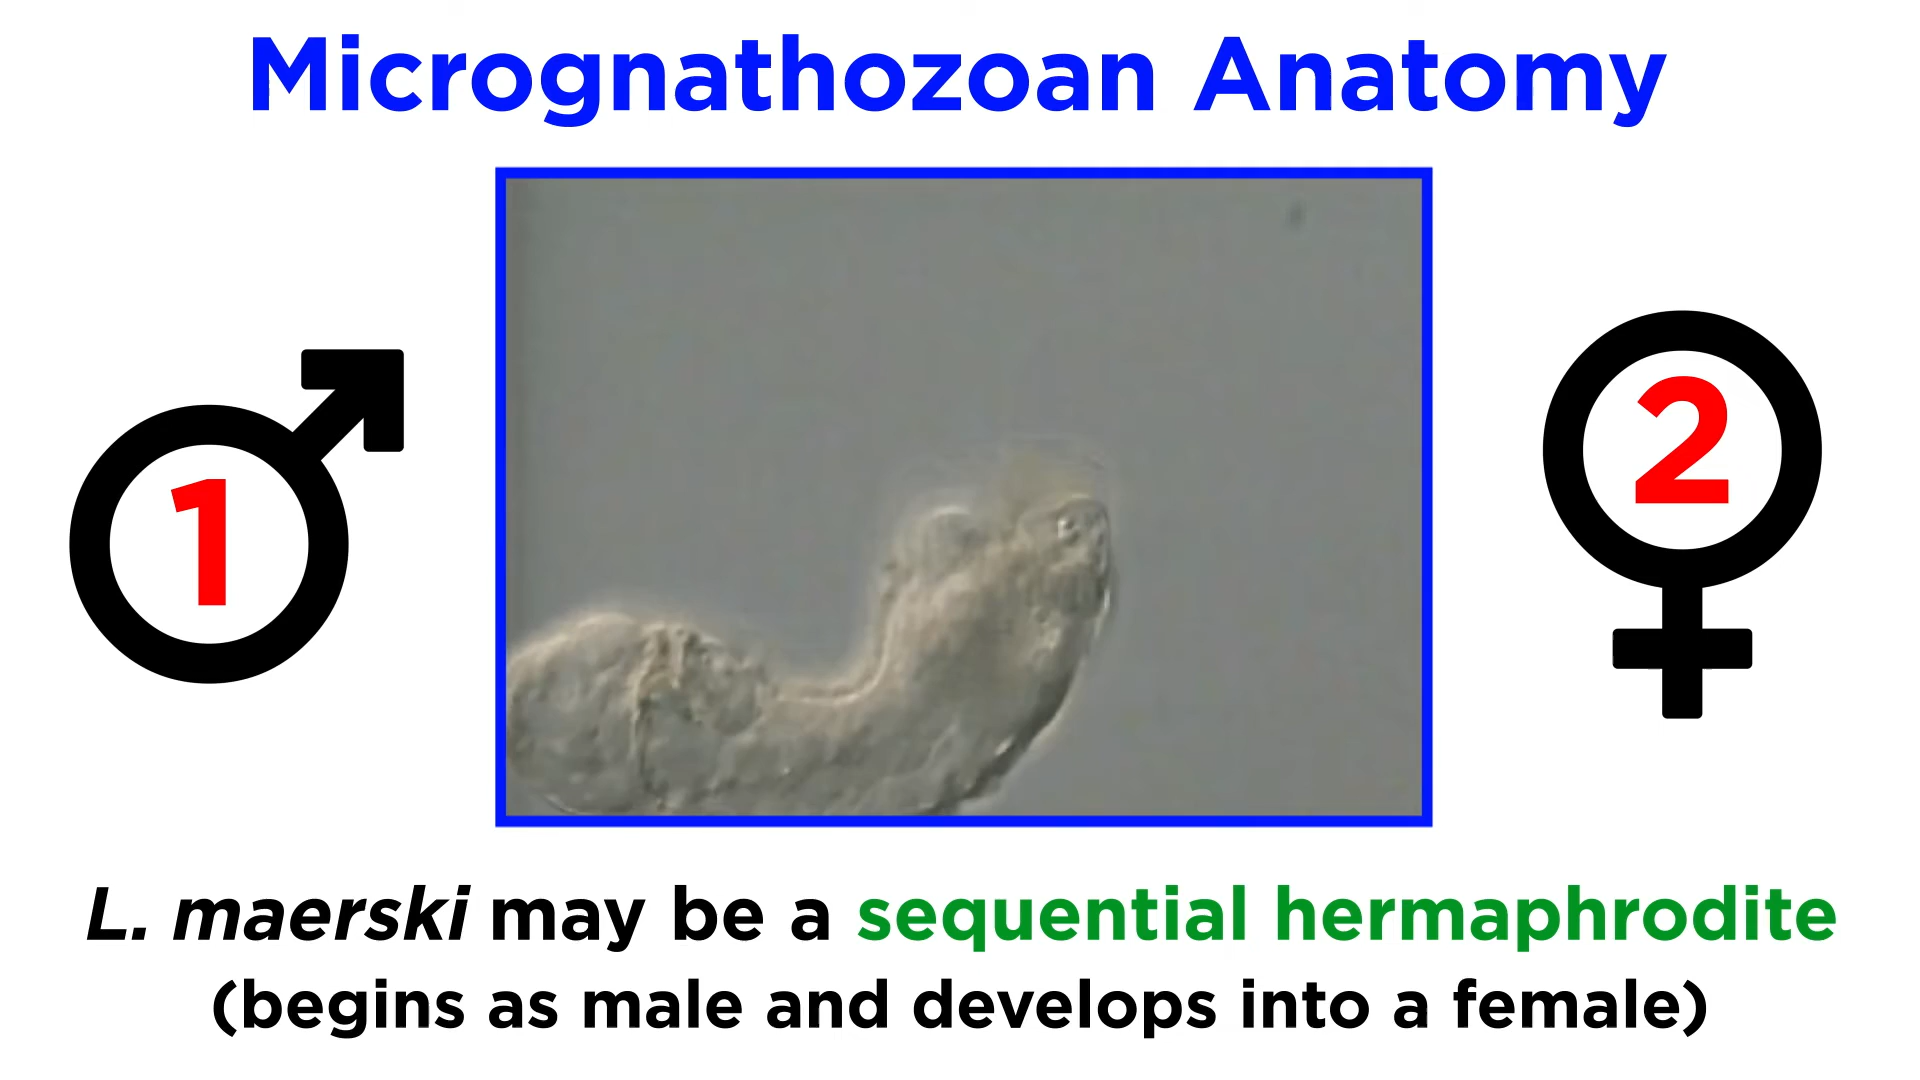 Micrognathozoan Anatomy
1
2
L. maerski may be a sequential hermaphrodite
(begins as male and develops into a female)